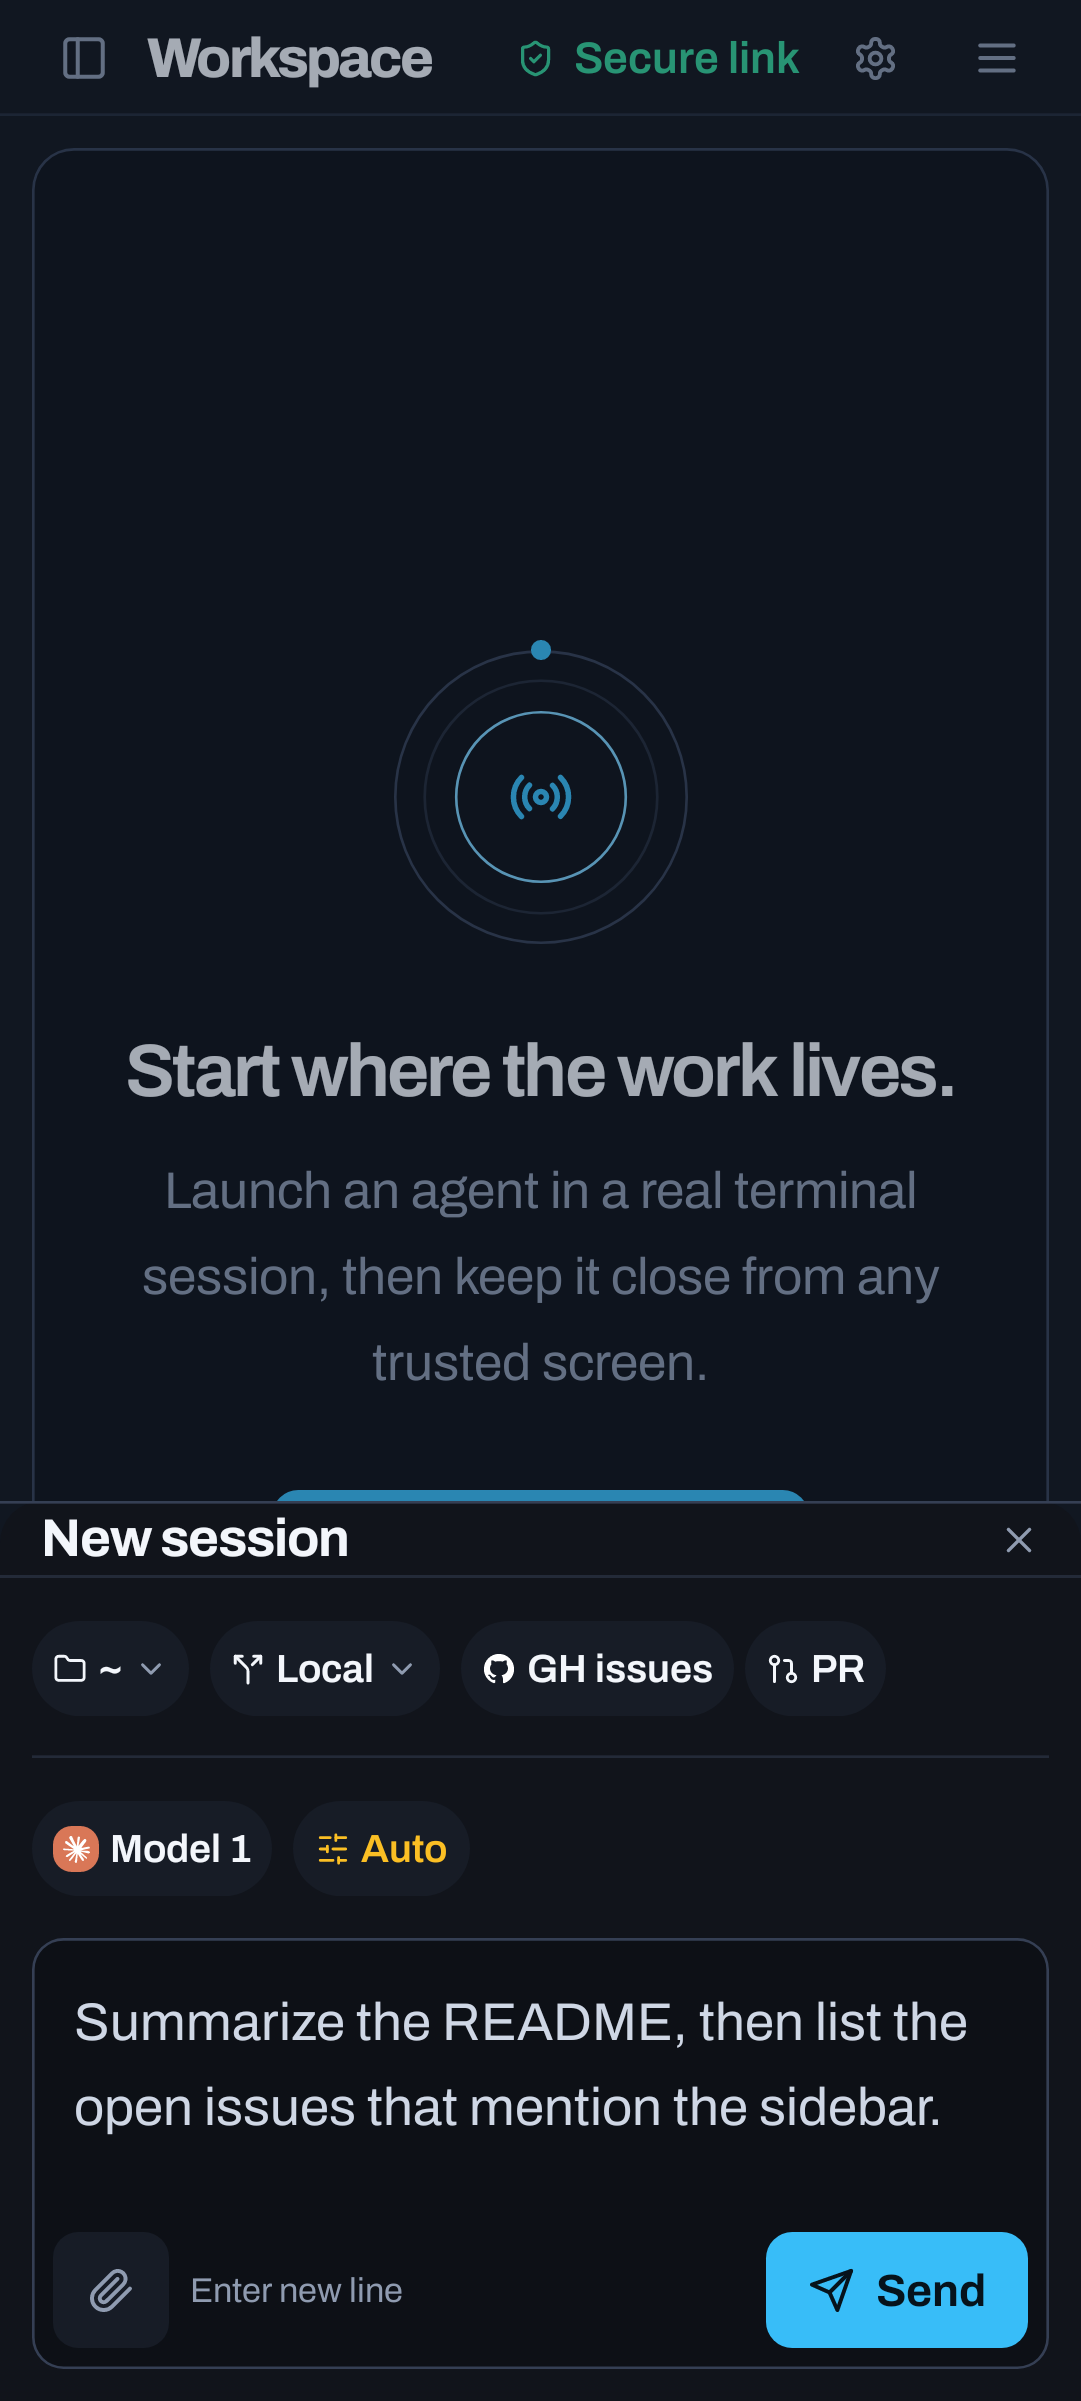 Workspace
Secure link
Start where the work lives.
Launch an agent in a real terminal
session, then keep it close from any
trusted screen.
New session
~
Local
GH issues
PR
Model 1
Auto
Summarize the README, then list the
open issues that mention the sidebar.
Enter new line
Send